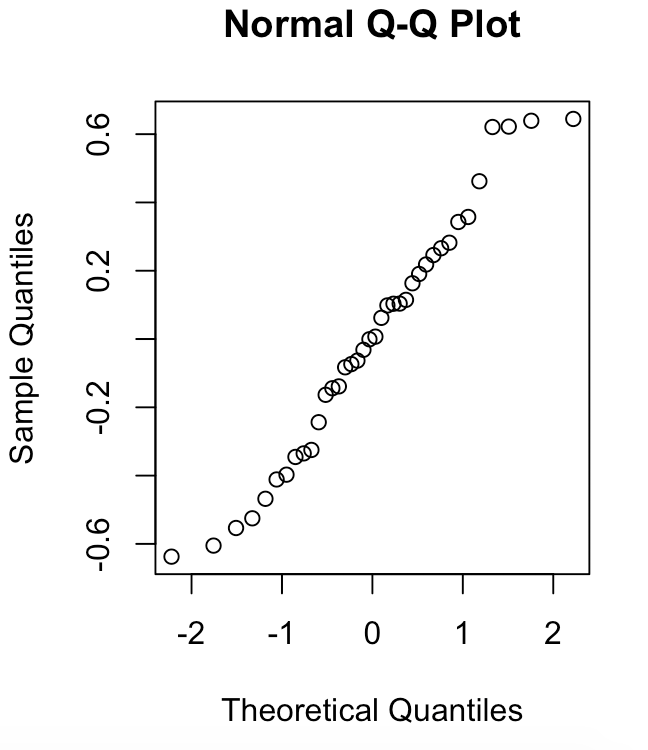 Normal Q-Q Plot
0.6
0.2
-0.2
-0.6
Sample Quantiles
-2 -1 0 1 2
Theoretical Quantiles